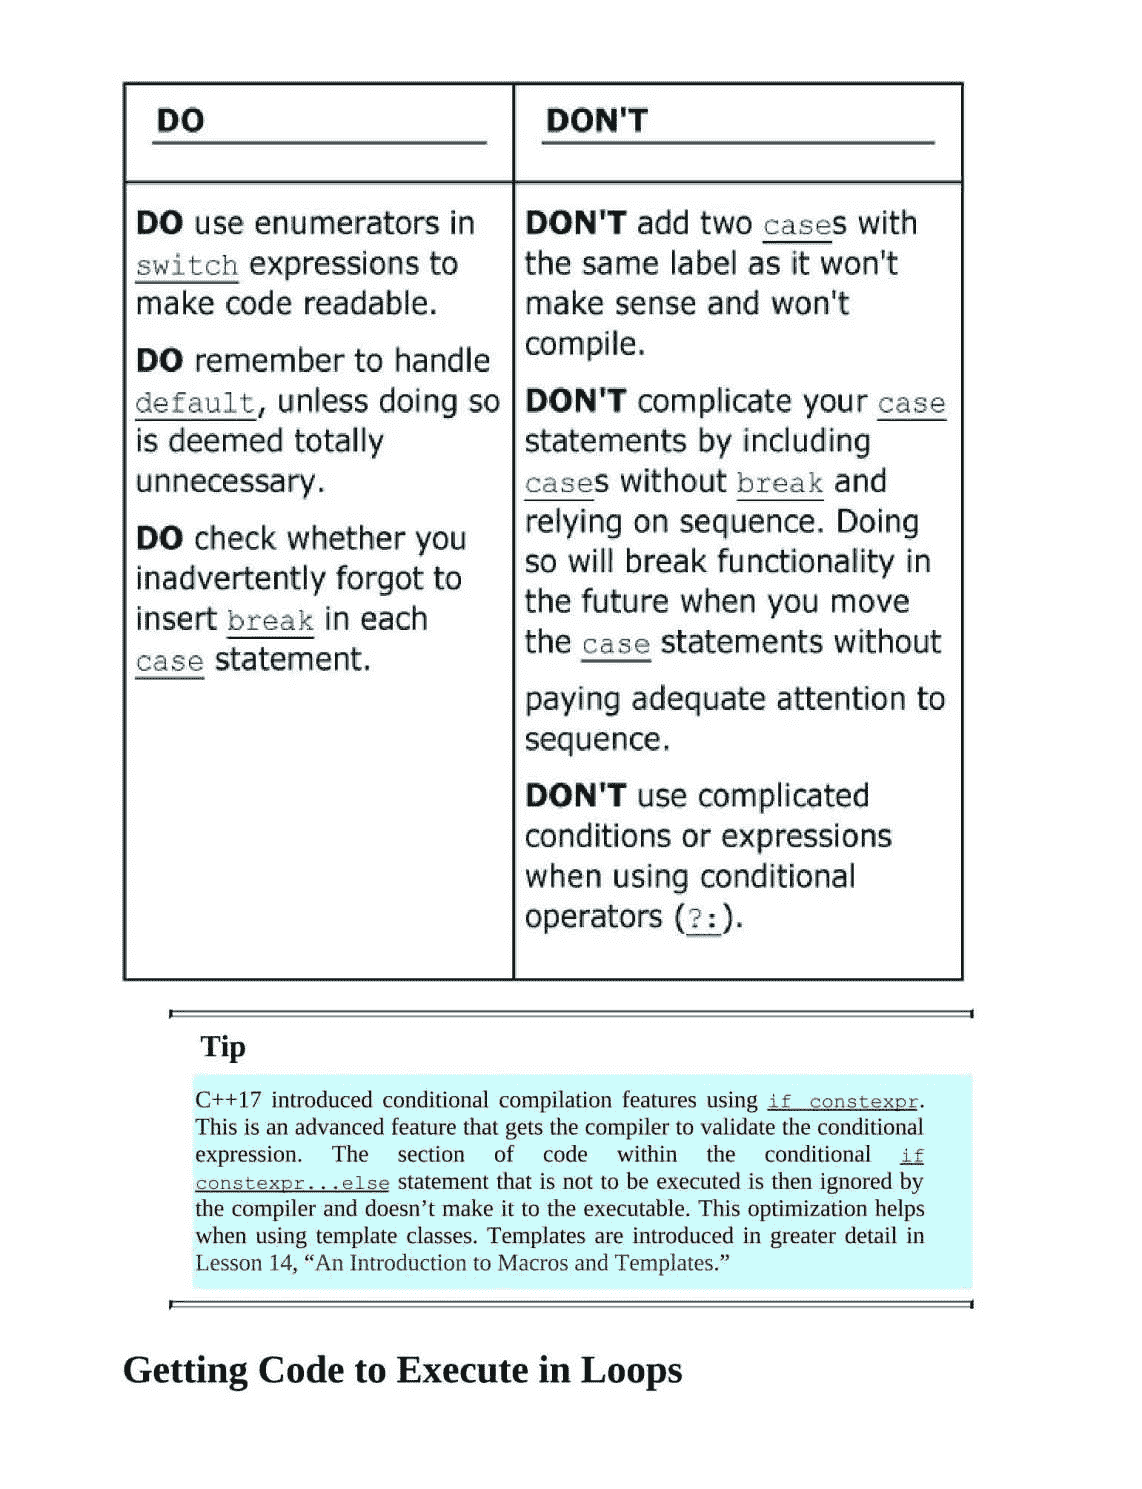 DO
DON'T
DO use enumerators in
switch expressions to
make code readable.
DO remember to handle
default, unless doing so
is deemed totally
unnecessary.
DO check whether you
inadvertently forgot to
insert break in each
case statement.
DON'T add two cases with
the same label as it won't
make sense and won't
compile.
DON'T complicate your case
statements by including
cases without break and
relying on sequence. Doing
so will break functionality in
the future when you move
the case statements without
paying adequate attention to
sequence.
DON'T use complicated
conditions or expressions
when using conditional
operators (?:).
Tip
C++17 introduced conditional compilation features using if constexpr.
This is an advanced feature that gets the compiler to validate the conditional
expression. The section of code within the conditional if
constexpr...else statement that is not to be executed is then ignored by
the compiler and doesn’t make it to the executable. This optimization helps
when using template classes. Templates are introduced in greater detail in
Lesson 14, “An Introduction to Macros and Templates.”
Getting Code to Execute in Loops